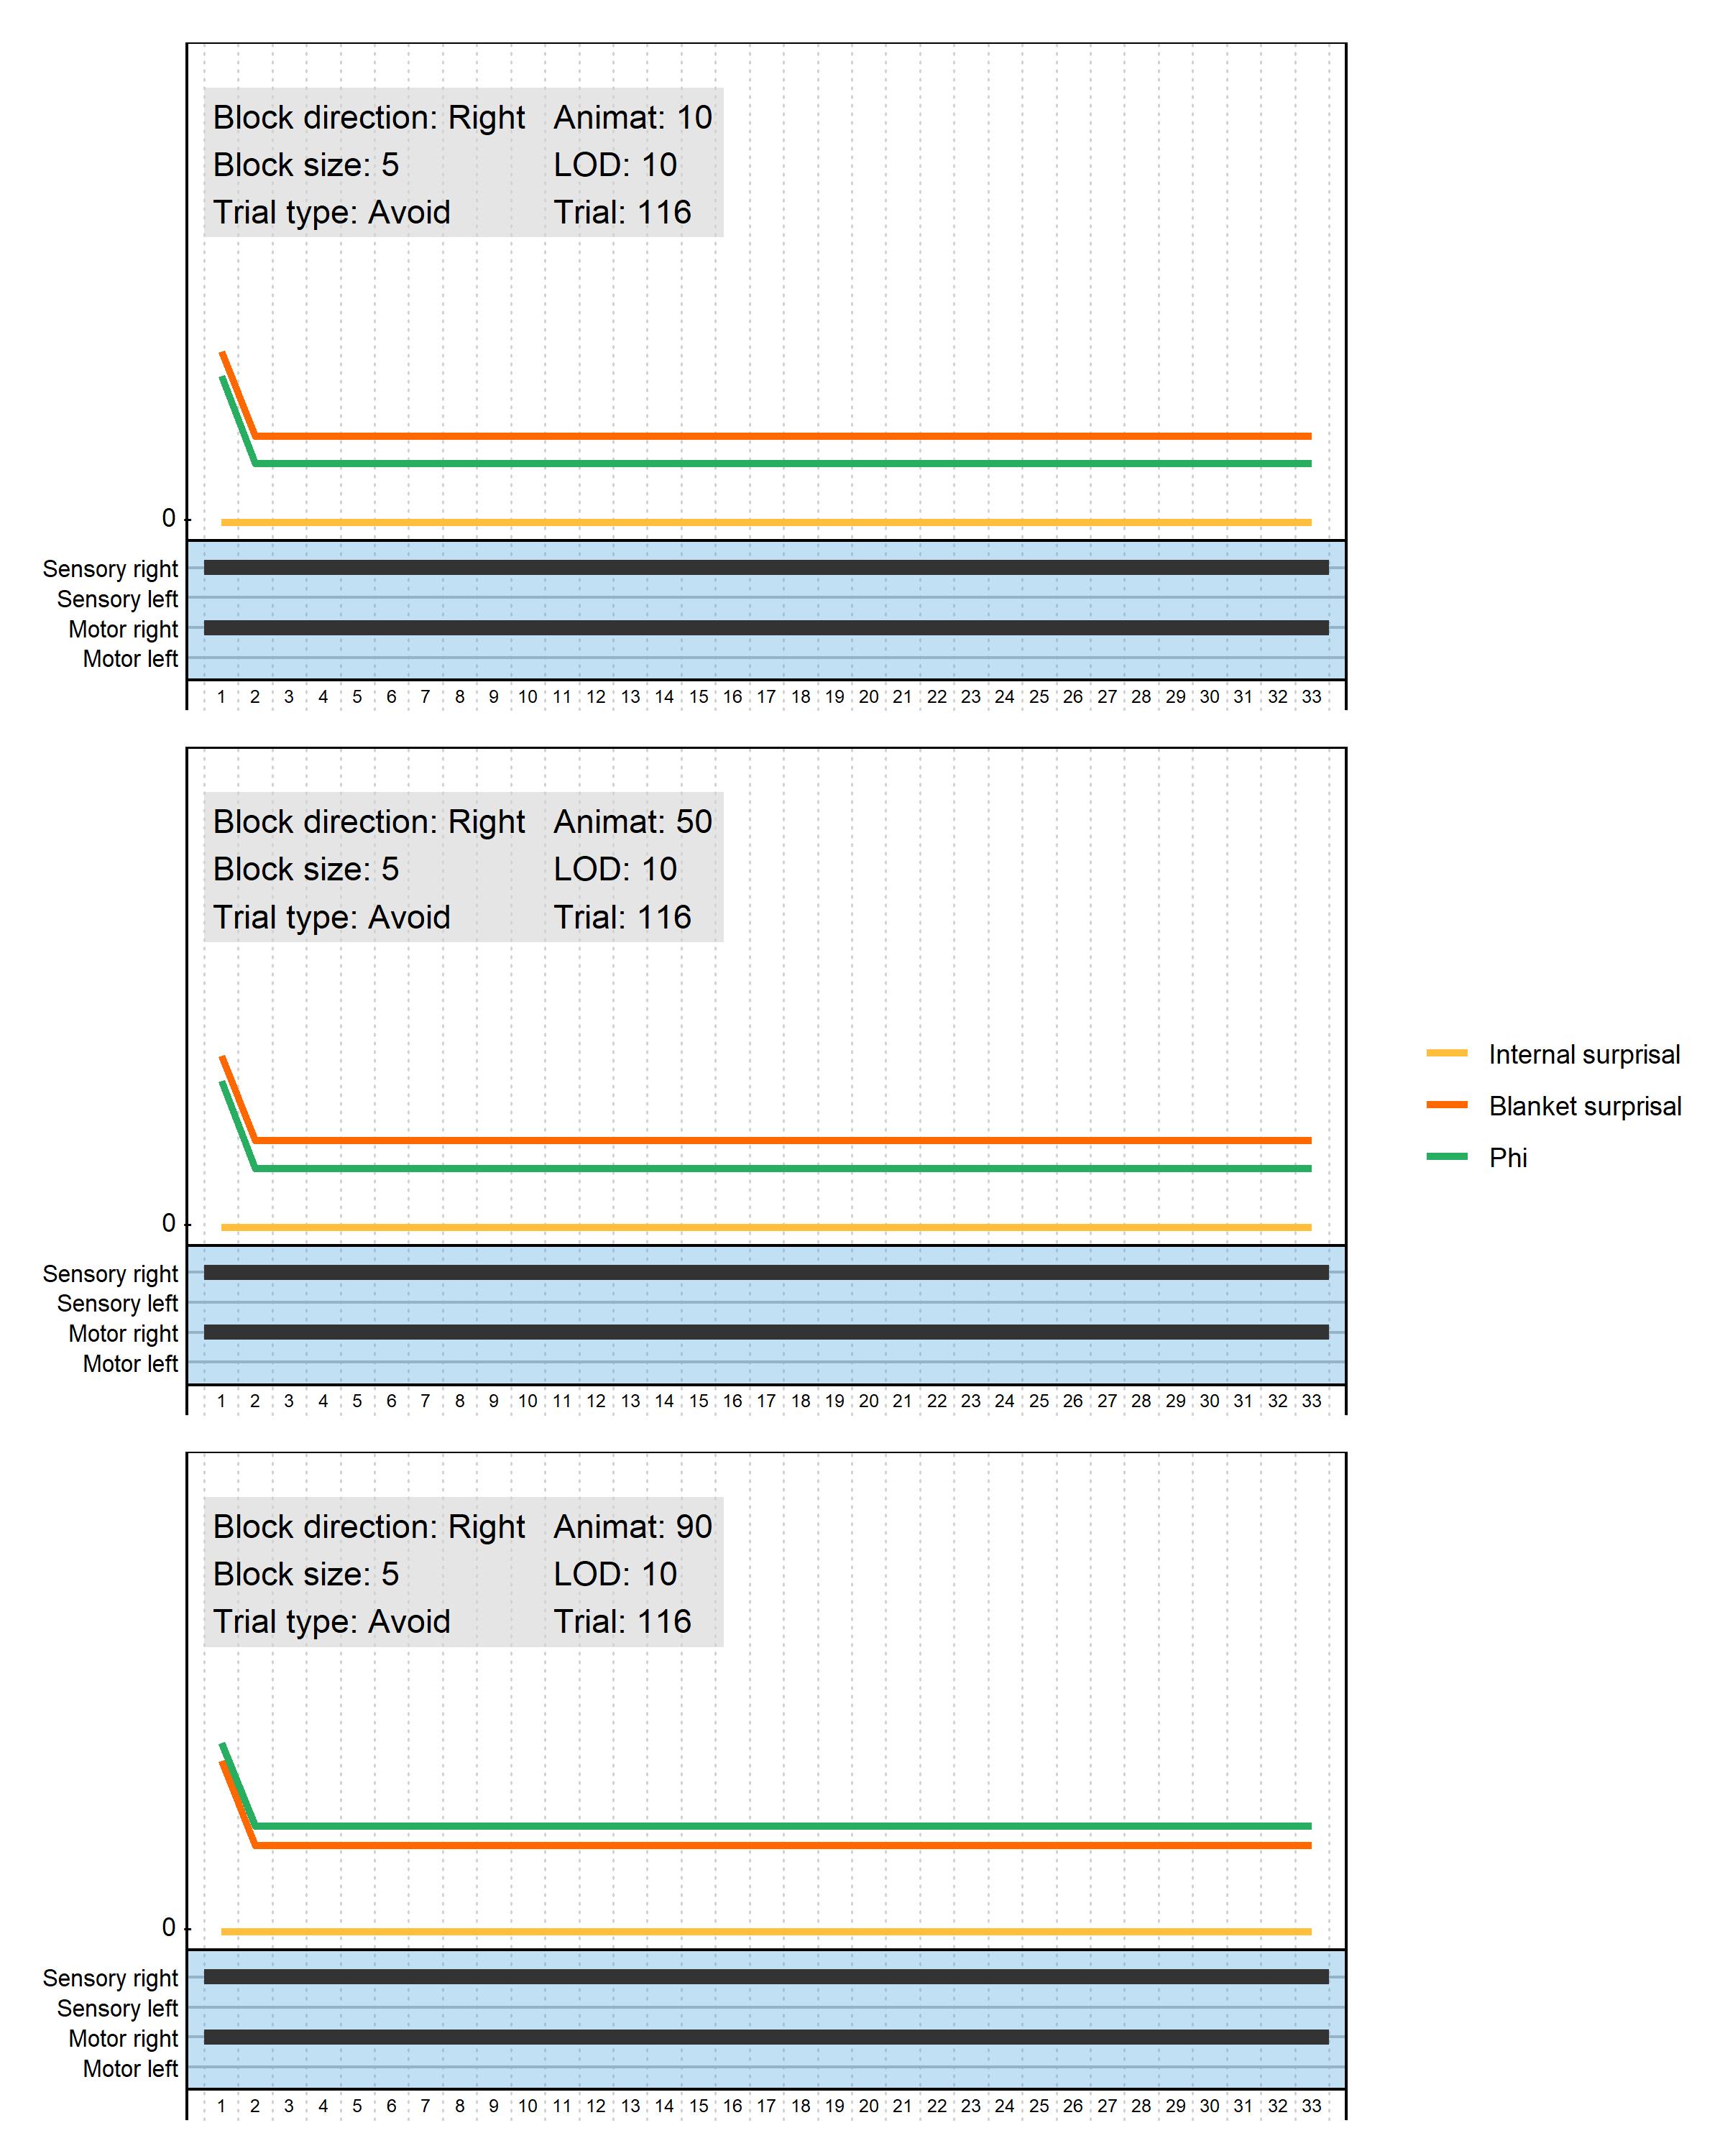 Block direction: Right Animat: 10
Block size: 5 LOD: 10
Trial type: Avoid Trial: 116
0
Sensory right
Sensory left
Motor right
Motor left
1 2 3 4 5 6 7 8 9 10 11 12 13 14 15 16 17 18 19 20 21 22 23 24 25 26 27 28 29 30 31 32 33
Block direction: Right Animat: 50
Block size: 5 LOD: 10
Trial type: Avoid Trial: 116
0
Sensory right
Sensory left
Motor right
Motor left
1 2 3 4 5 6 7 8 9 10 11 12 13 14 15 16 17 18 19 20 21 22 23 24 25 26 27 28 29 30 31 32 33
Internal surprisal
Blanket surprisal
Phi
Block direction: Right Animat: 90
Block size: 5 LOD: 10
Trial type: Avoid Trial: 116
0
Sensory right
Sensory left
Motor right
Motor left
1 2 3 4 5 6 7 8 9 10 11 12 13 14 15 16 17 18 19 20 21 22 23 24 25 26 27 28 29 30 31 32 33